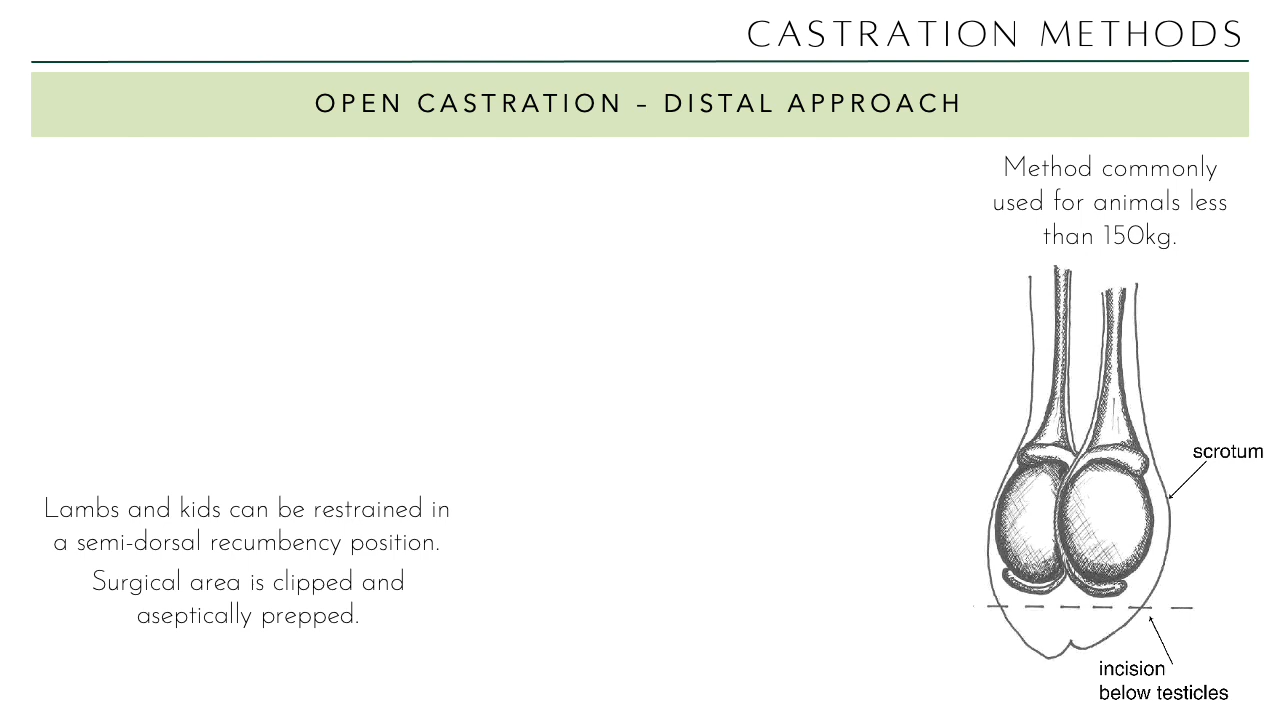 CASTRATION METHODS
OPEN CASTRATION – DISTAL APPROACH
Method commonly
used for animals less
than 150kg.
scrotum
Lambs and kids can be restrained in
a semi-dorsal recumbency position.
Surgical area is clipped and
aseptically prepped.
incision
below testicles